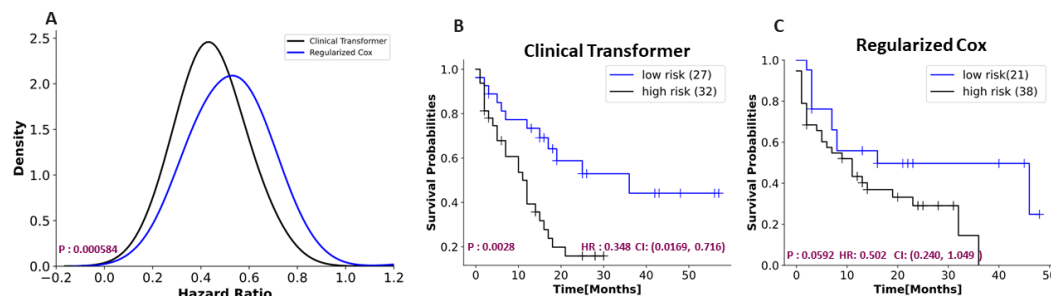 A
2.5
2.0
1.5
1.0
0.5
0.0
Density
Clinical Transformer
Regularized Cox
P : 0.000584
0.0 0.2 0.4 0.6 0.8 1.0 1.2
Hazard Ratio
B
Clinical Transformer
1.0
0.8
0.6
0.4
0.2
Survival Probabilities
low risk (27)
high risk (32)
P : 0.0028 HR : 0.348 CI: (0.0169, 0.716)
0 10 20 30 40 50
Time[Months]
C
Regularized Cox
1.0
0.8
0.6
0.4
0.2
0.0
Survival Probabilities
low risk(21)
high risk (38)
P : 0.0592 HR: 0.502 CI: (0.240, 1.049 )
0 10 20 30 40 50
Time[Months]